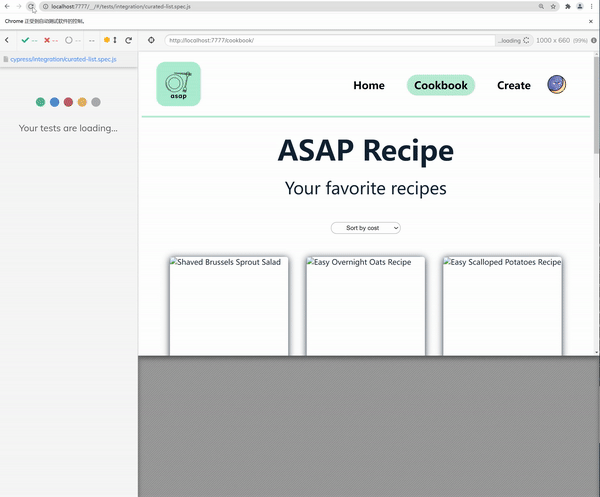 localhost:7777/__/#/tests/integration/curated-list.spec.js
Chrome 正受到自动测试软件的控制。
-- -- -- --
http://localhost:7777/cookbook/ ...loading 1000 x 660 (99%)
cypress/integration/curated-list.spec.js
Your tests are loading...
asap
Home Cookbook Create
ASAP Recipe
Your favorite recipes
Sort by cost
Shaved Brussels Sprout Salad Easy Overnight Oats Recipe Easy Scalloped Potatoes Recipe